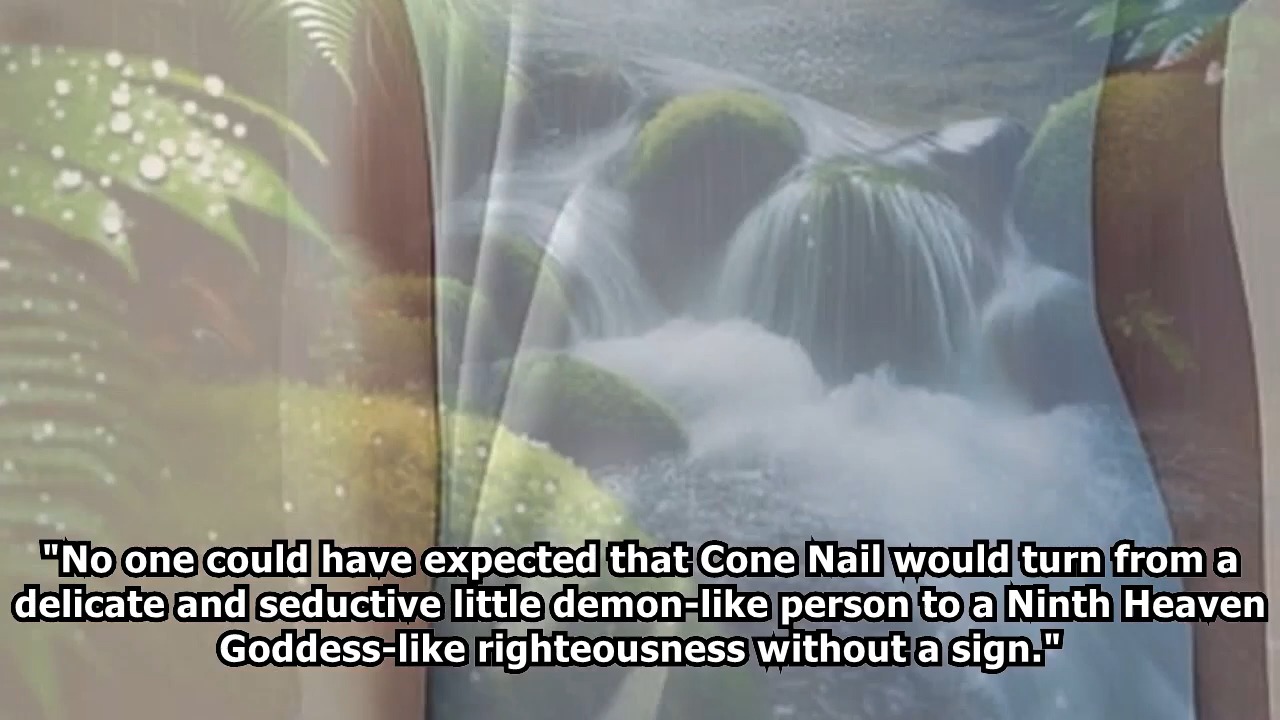 "No one could have expected that Cone Nail would turn from a
delicate and seductive little demon-like person to a Ninth Heaven
Goddess-like righteousness without a sign."